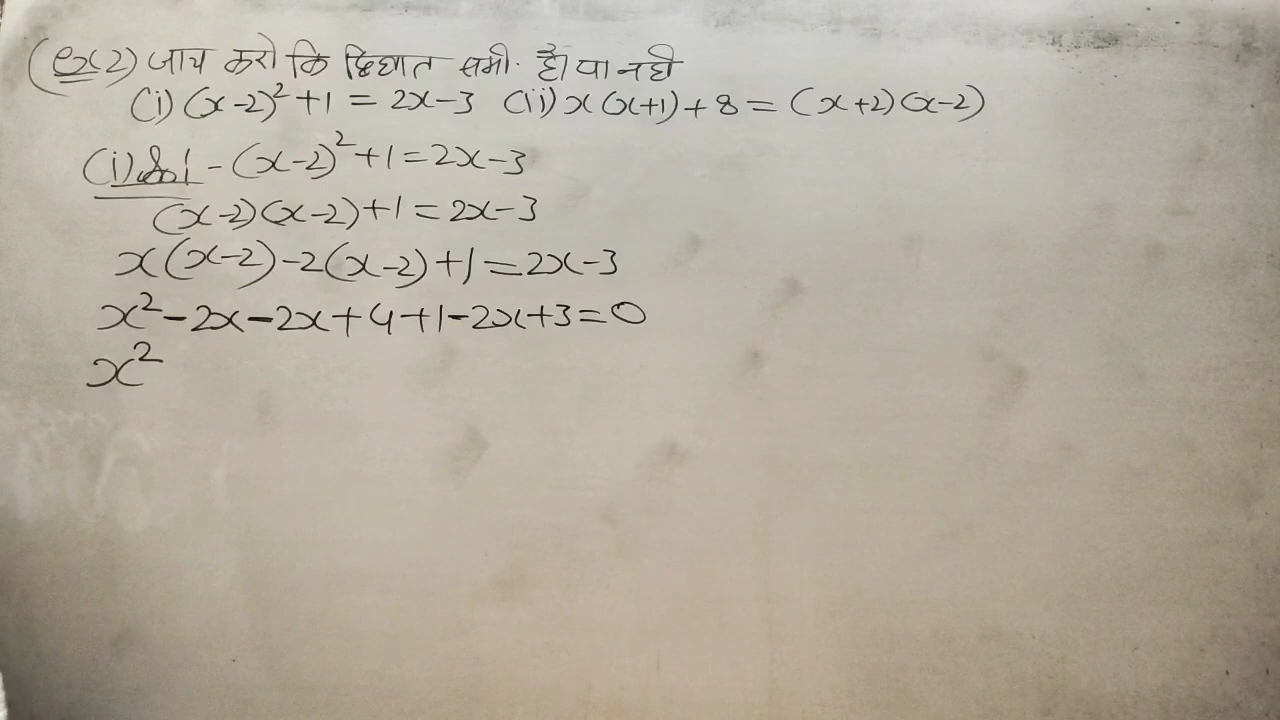 (ex2) जाच करो कि द्विघात समी. है। या नही
(i) (x-2)²+1 = 2x-3 (ii) x(x+1)+8 = (x+2)(x-2)
(i) Sol - (x-2)²+1=2x-3
(x-2)(x-2)+1=2x-3
x(x-2)-2(x-2)+1=2x-3
x²-2x-2x+4+1-2x+3=0
x²